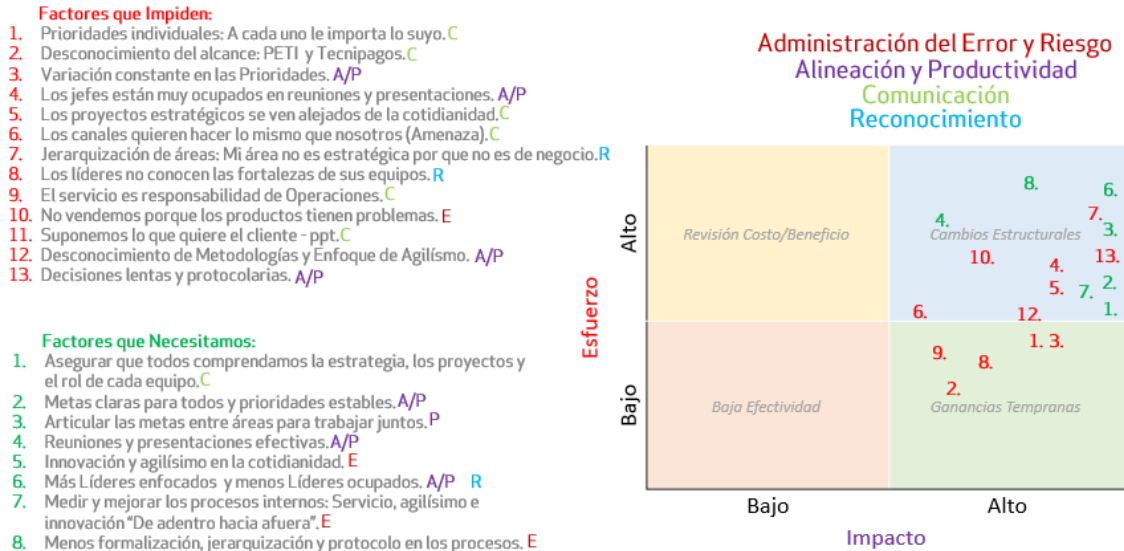 Factores que Impiden:
1. Prioridades individuales: A cada uno le importa lo suyo. C
2. Desconocimiento del alcance: PETI y Tecnipagos. C
3. Variación constante en las Prioridades. A/P
4. Los jefes están muy ocupados en reuniones y presentaciones. A/P
5. Los proyectos estratégicos se ven alejados de la cotidianidad. C
6. Los canales quieren hacer lo mismo que nosotros (Amenaza). C
7. Jerarquización de áreas: Mi área no es estratégica por que no es de negocio. R
8. Los líderes no conocen las fortalezas de sus equipos. R
9. El servicio es responsabilidad de Operaciones. C
10. No vendemos porque los productos tienen problemas. E
11. Suponemos lo que quiere el cliente - ppt. C
12. Desconocimiento de Metodologías y Enfoque de Agilísmo. A/P
13. Decisiones lentas y protocolarias. A/P
Factores que Necesitamos:
1. Asegurar que todos comprendamos la estrategia, los proyectos y
el rol de cada equipo. C
2. Metas claras para todos y prioridades estables. A/P
3. Articular las metas entre áreas para trabajar juntos. P
4. Reuniones y presentaciones efectivas. A/P
5. Innovación y agilísimo en la cotidianidad. E
6. Más Líderes enfocados y menos Líderes ocupados. A/P R
7. Medir y mejorar los procesos internos: Servicio, agilísimo e
innovación “De adentro hacia afuera”. E
8. Menos formalización, jerarquización y protocolo en los procesos. E
Administración del Error y Riesgo
Alineación y Productividad
Comunicación
Reconocimiento
Esfuerzo
Alto
Revisión Costo/Beneficio
Cambios Estructurales
8.
6.
4.
7.
3.
10.
4.
13.
5.
7.
2.
6.
12.
1.
Bajo
Baja Efectividad
Ganancias Tempranas
1. 3.
9.
8.
2.
Bajo
Alto
Impacto